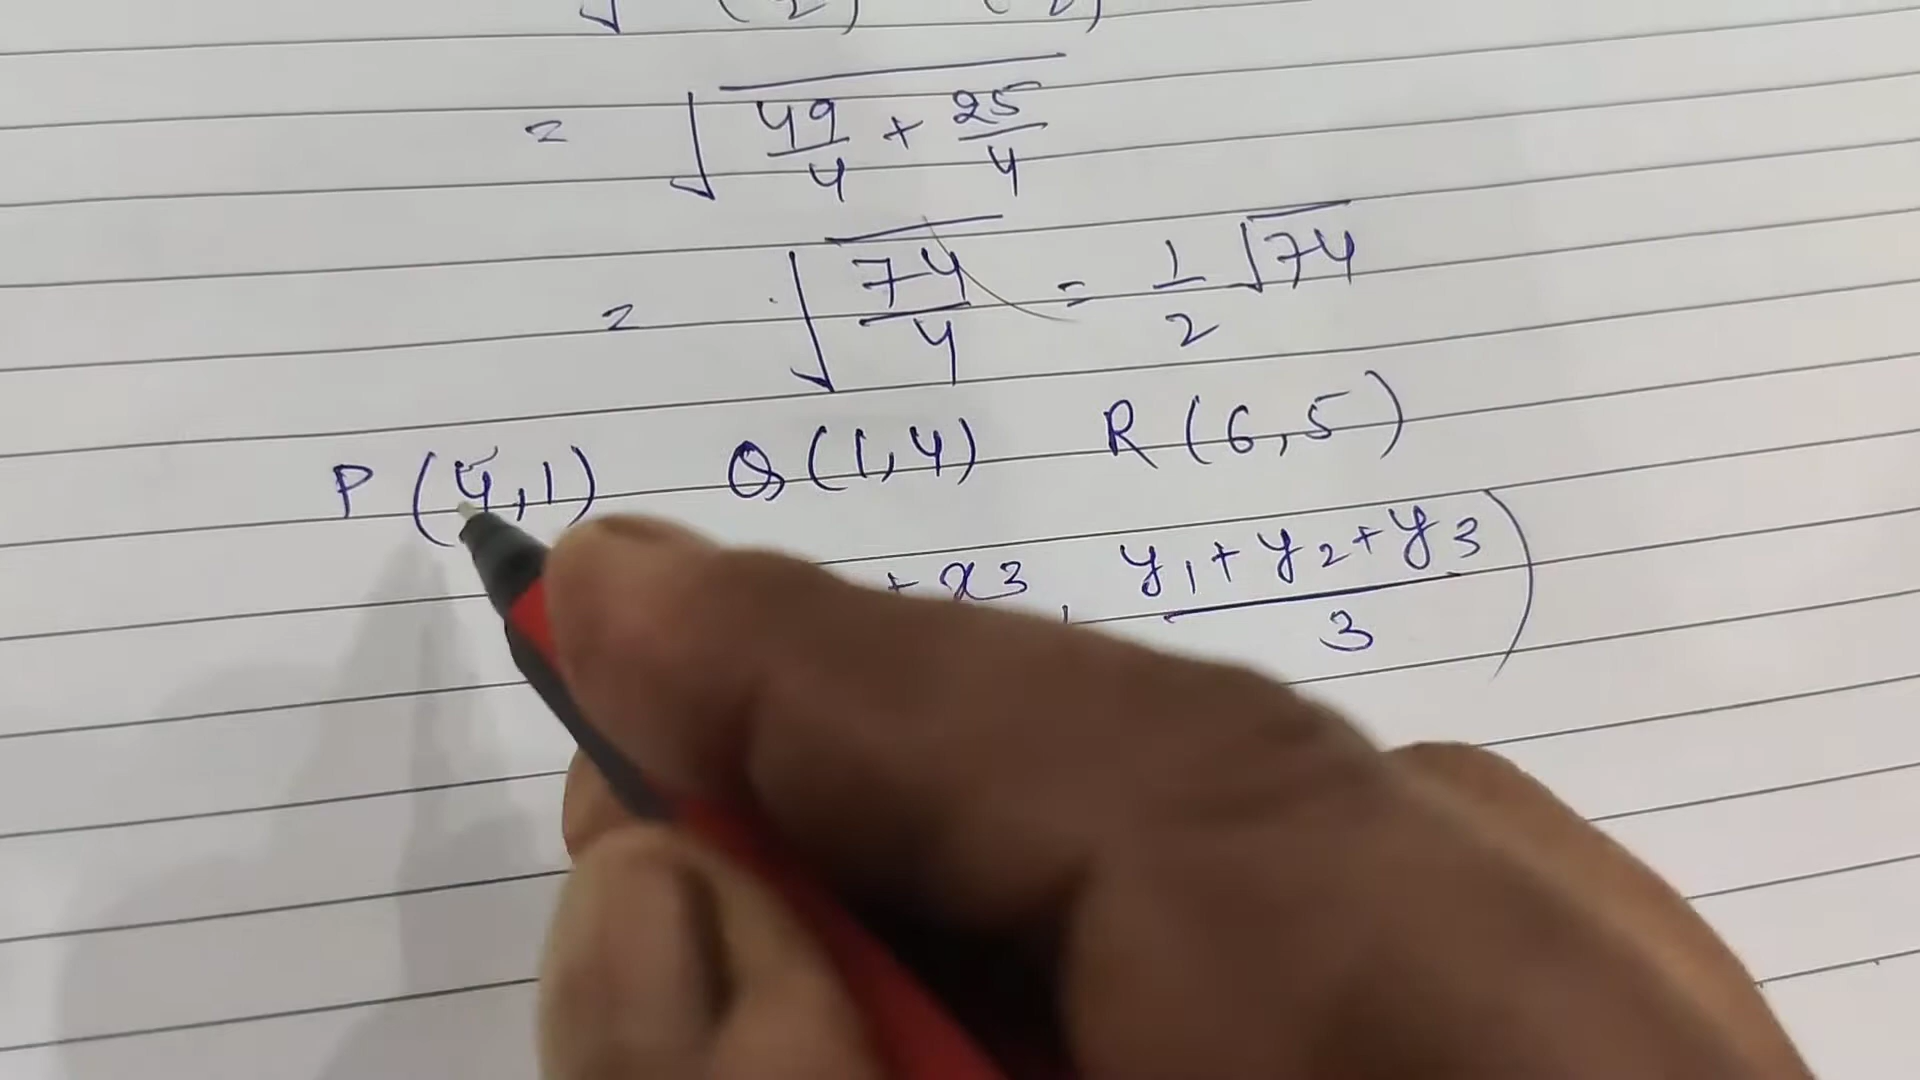 = √(49/4 + 25/4)
= √(74/4) = 1/2 √74
P (4,1) Q (1,4) R (6,5)
+ x3 , y1 + y2 + y3 / 3 )